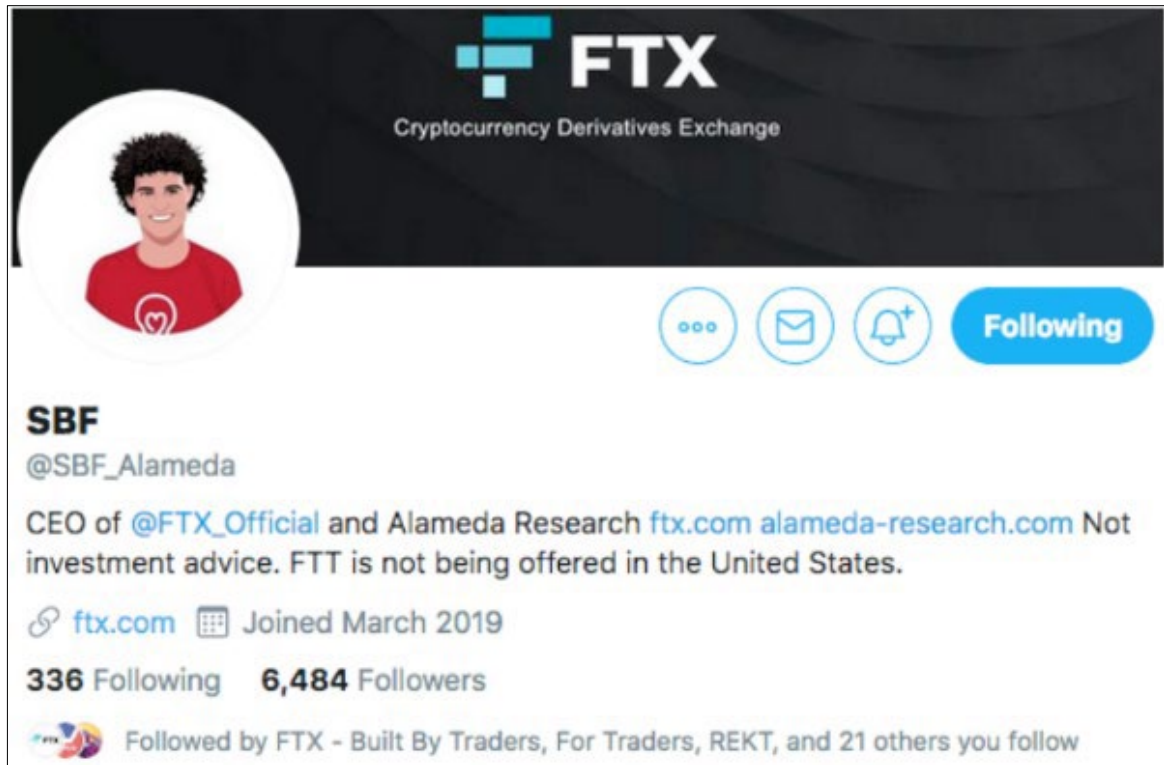 FTX
Cryptocurrency Derivatives Exchange
Following
SBF
@SBF_Alameda
CEO of @FTX_Official and Alameda Research ftx.com alameda-research.com Not
investment advice. FTT is not being offered in the United States.
ftx.com Joined March 2019
336 Following 6,484 Followers
Followed by FTX - Built By Traders, For Traders, REKT, and 21 others you follow